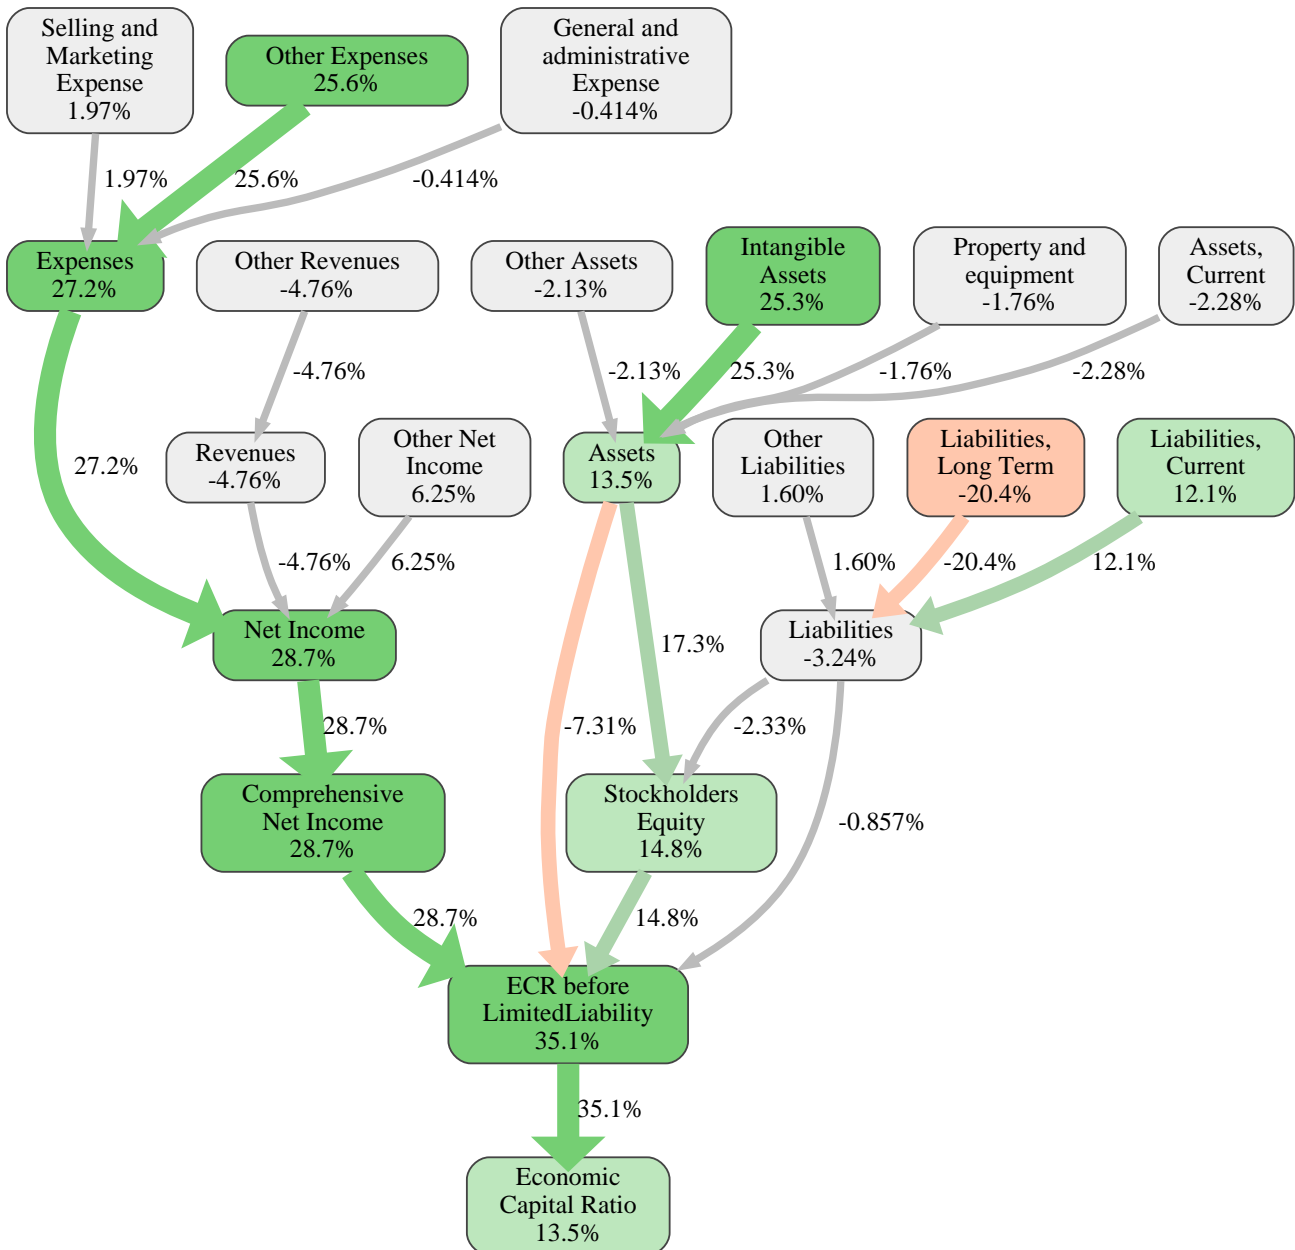 Selling and
Marketing
Expense
1.97%
Other Expenses
25.6%
General and
administrative
Expense
-0.414%
1.97%
25.6%
-0.414%
Expenses
27.2%
Other Revenues
-4.76%
Other Assets
-2.13%
Intangible
Assets
25.3%
Property and
equipment
-1.76%
Assets,
Current
-2.28%
-4.76%
-2.13%
25.3%
-1.76%
-2.28%
27.2%
Revenues
-4.76%
Other Net
Income
6.25%
Assets
13.5%
Other
Liabilities
1.60%
Liabilities,
Long Term
-20.4%
Liabilities,
Current
12.1%
-4.76%
6.25%
1.60%
-20.4%
12.1%
Net Income
28.7%
17.3%
Liabilities
-3.24%
28.7%
-7.31%
-2.33%
Comprehensive
Net Income
28.7%
Stockholders
Equity
14.8%
-0.857%
28.7%
14.8%
ECR before
LimitedLiability
35.1%
35.1%
Economic
Capital Ratio
13.5%